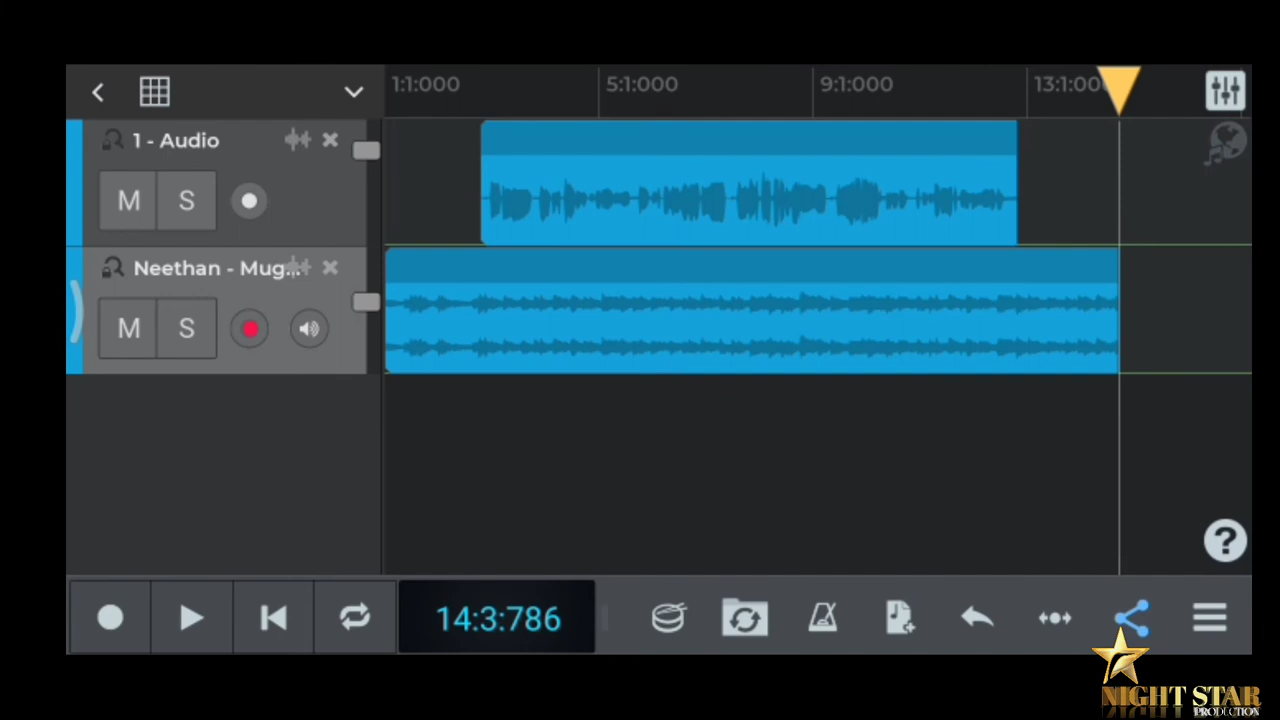 1:1:000
5:1:000
9:1:000
13:1:00
1 - Audio
M
S
Neethan - Mug...
M
S
?
14:3:786
NIGHT STAR
PRODUCTION